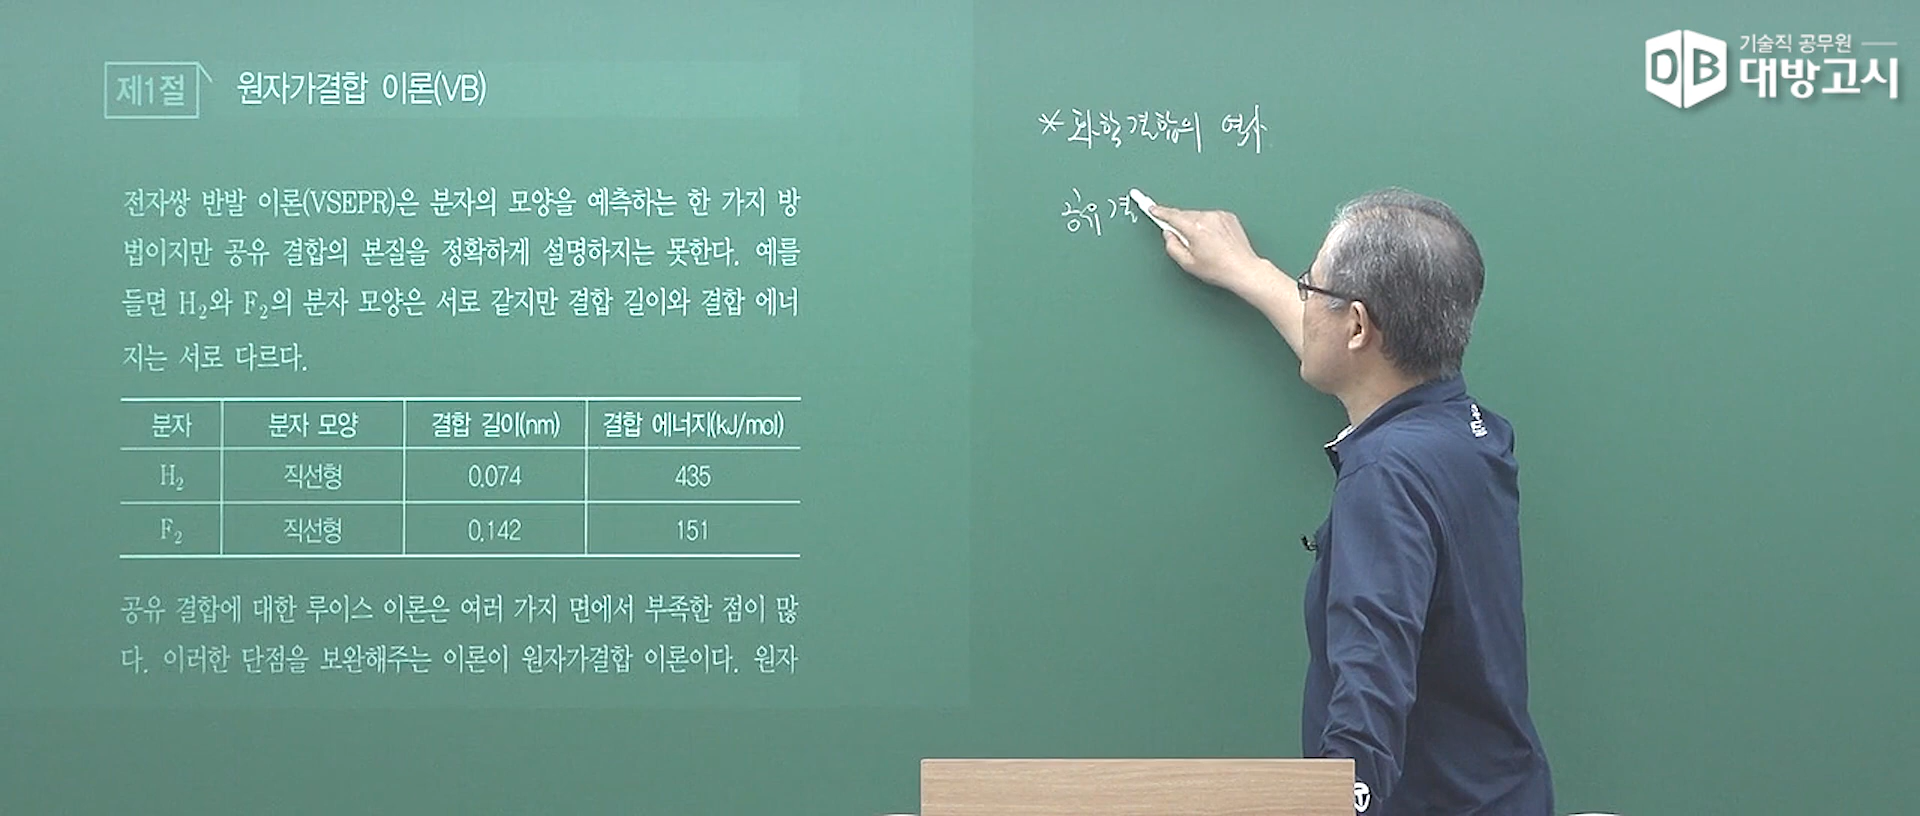 제1절 원자가결합 이론(VB)
전자쌍 반발 이론(VSEPR)은 분자의 모양을 예측하는 한 가지 방
법이지만 공유 결합의 본질을 정확하게 설명하지는 못한다. 예를
들면 H₂와 F₂의 분자 모양은 서로 같지만 결합 길이와 결합 에너
지는 서로 다르다.
분자 분자 모양 결합 길이(nm) 결합 에너지(kJ/mol)
H₂ 직선형 0.074 435
F₂ 직선형 0.142 151
공유 결합에 대한 루이스 이론은 여러 가지 면에서 부족한 점이 많
다. 이러한 단점을 보완해주는 이론이 원자가결합 이론이다. 원자
* 화학결합의 역사
공유결
기술직 공무원
DB 대방고시